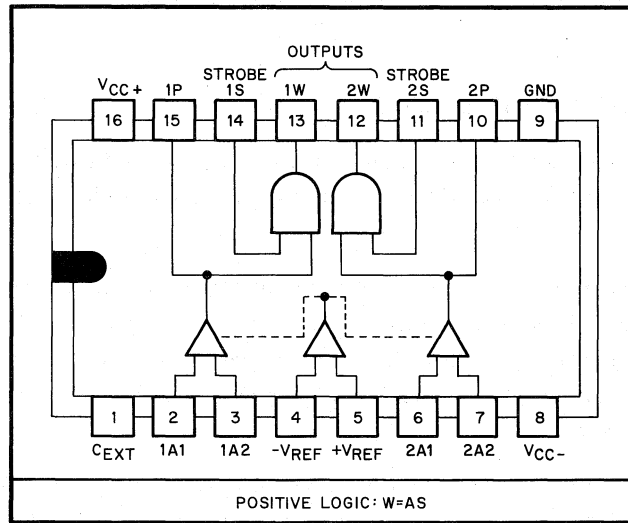 OUTPUTS
STROBE STROBE
VCC+ 1P 1S 1W 2W 2S 2P GND
16 15 14 13 12 11 10 9
1 2 3 4 5 6 7 8
CEXT 1A1 1A2 -VREF +VREF 2A1 2A2 VCC-
POSITIVE LOGIC: W=AS